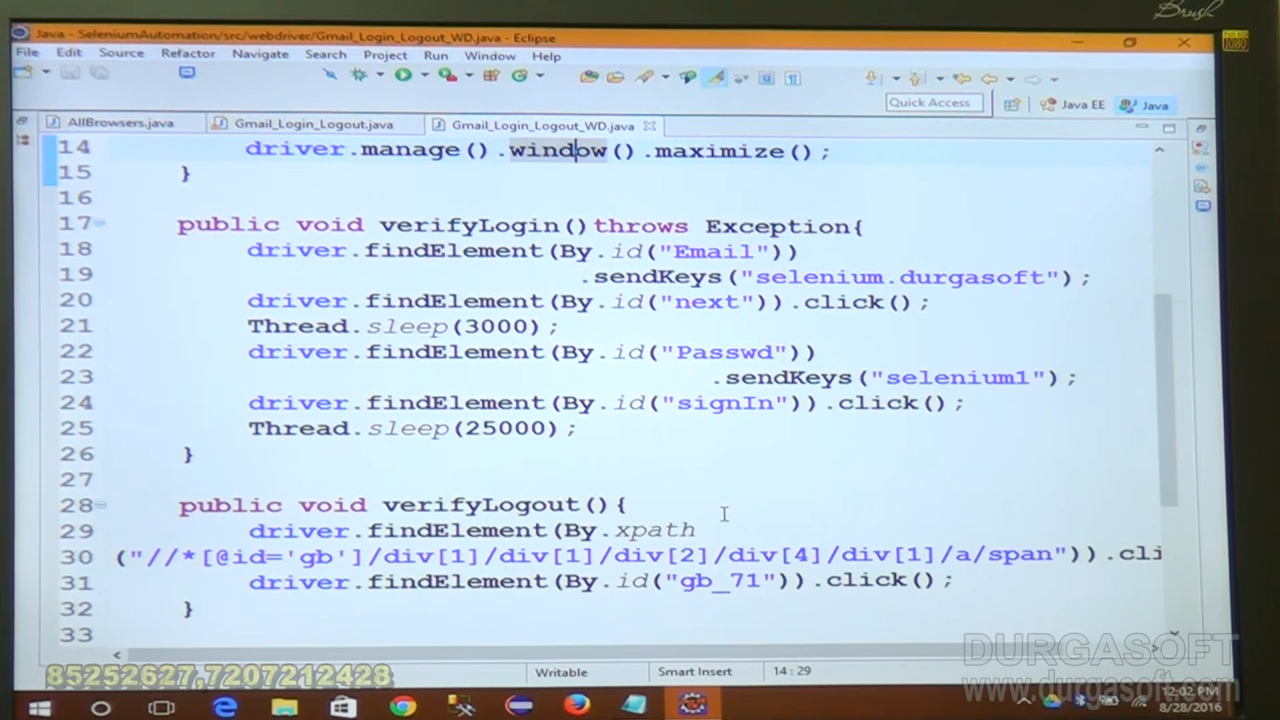 Brush
Java - SeleniumAutomation/src/webdriver/Gmail_Login_Logout_WD.java - Eclipse
File Edit Source Refactor Navigate Search Project Run Window Help
Quick Access
Java EE
Java
AllBrowsers.java
Gmail_Login_Logout.java
Gmail_Login_Logout_WD.java
14 driver.manage().window().maximize();
15 }
16
17 public void verifyLogin()throws Exception{
18 driver.findElement(By.id("Email"))
19 .sendKeys("selenium.durgasoft");
20 driver.findElement(By.id("next")).click();
21 Thread.sleep(3000);
22 driver.findElement(By.id("Passwd"))
23 .sendKeys("selenium1");
24 driver.findElement(By.id("signIn")).click();
25 Thread.sleep(25000);
26 }
27
28 public void verifyLogout(){
29 driver.findElement(By.xpath
30 ("//*[@id='gb']/div[1]/div[1]/div[2]/div[4]/div[1]/a/span")).cli
31 driver.findElement(By.id("gb_71")).click();
32 }
33
DURGASOFT
www.durgasoft.com
85252627,7207212428
Writable
Smart Insert
14:29
12:02 PM
8/28/2016